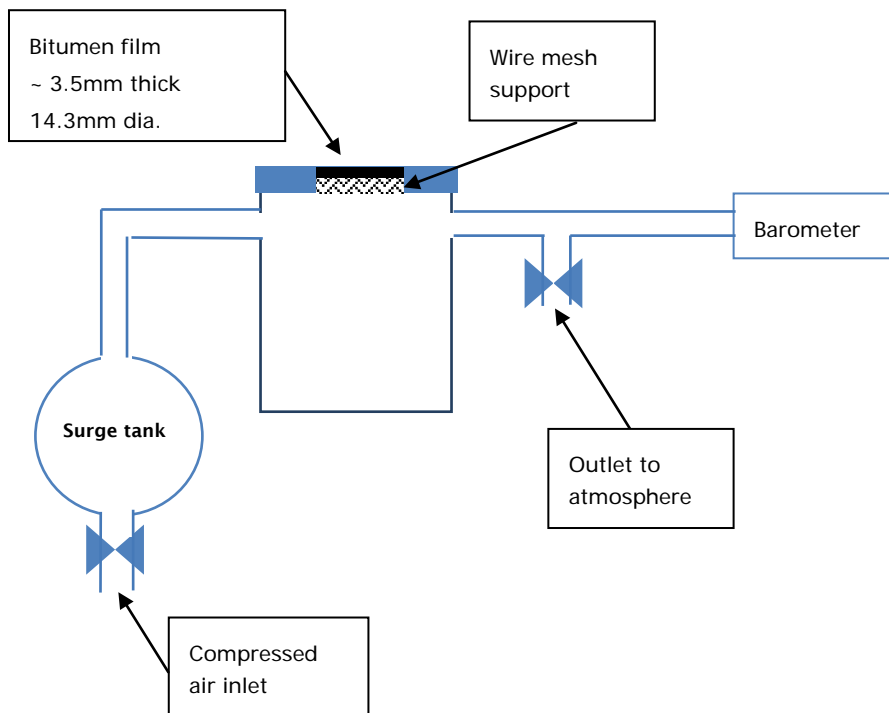 Bitumen film
~ 3.5mm thick
14.3mm dia.
Wire mesh
support
Barometer
Surge tank
Outlet to
atmosphere
Compressed
air inlet